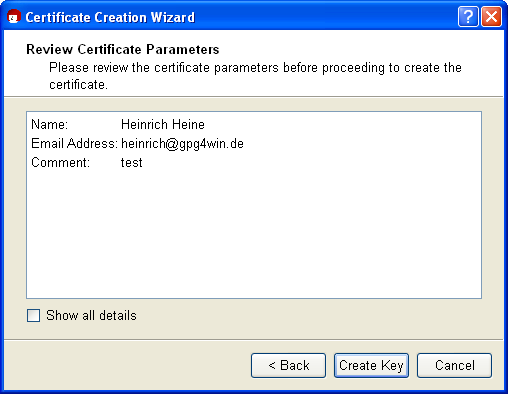 Certificate Creation Wizard
Review Certificate Parameters
Please review the certificate parameters before proceeding to create the
certificate.
Name: Heinrich Heine
Email Address: heinrich@gpg4win.de
Comment: test
Show all details
< Back Create Key Cancel